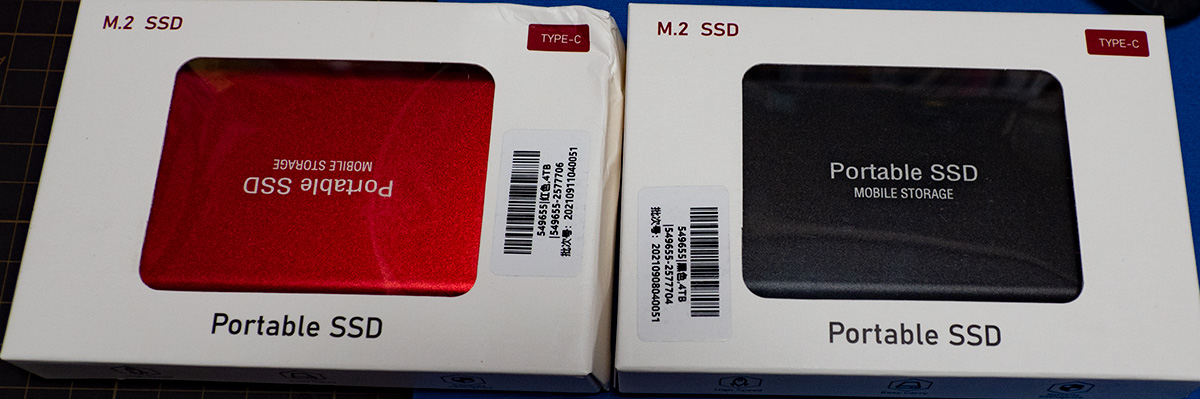 M.2 SSD
TYPE-C
MOBILE STORAGE
Portable SSD
549655|红色,4TB
|549655-2577706
批次号: 20210911040051
Portable SSD
M.2 SSD
TYPE-C
Portable SSD
MOBILE STORAGE
549655|黑色,4TB
|549655-2577704
批次号: 20210908040051
Portable SSD